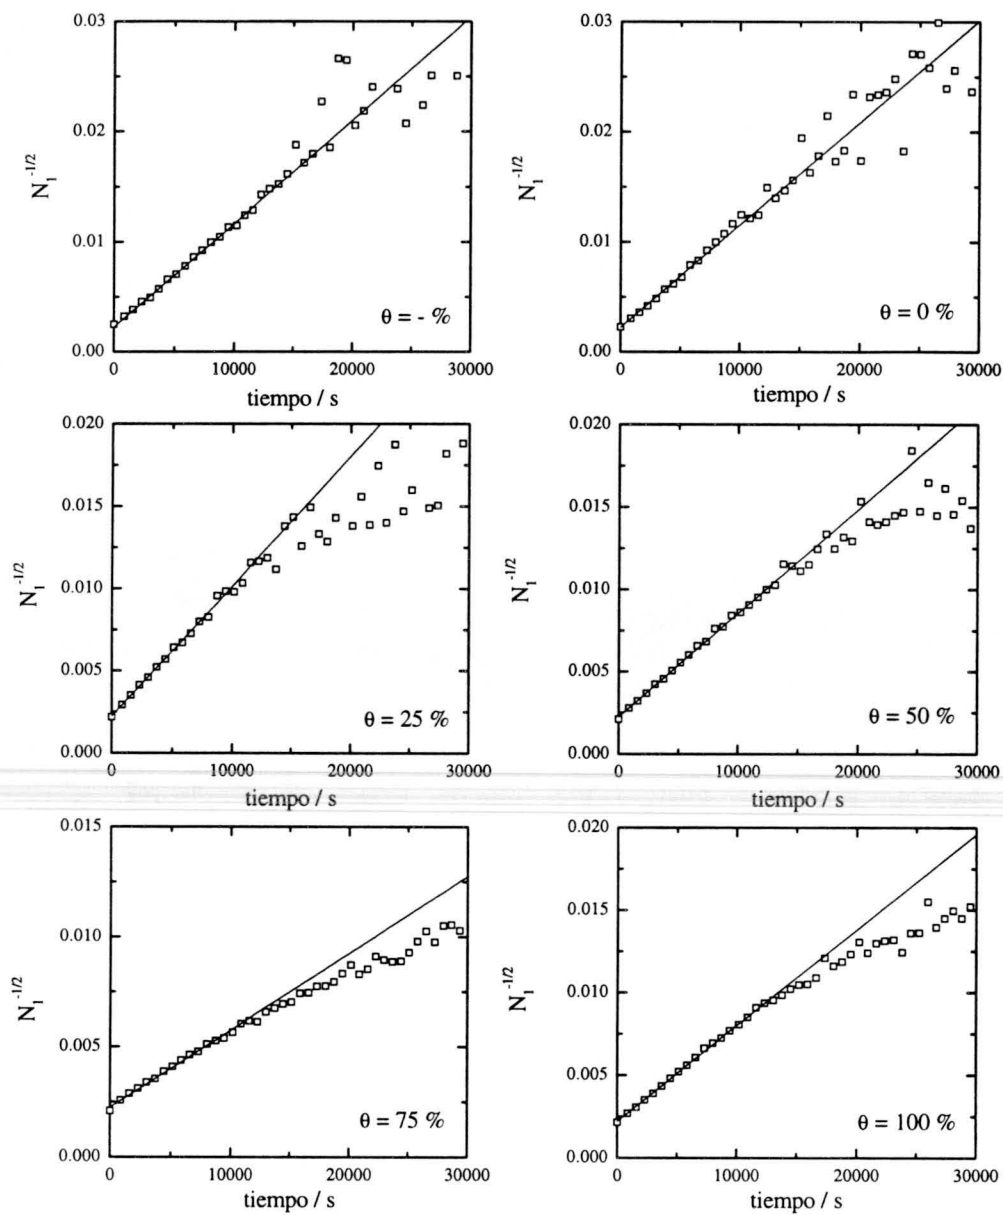 0.03
0.02
0.01
0.00
N₁⁻¹/²
θ = - %
0 10000 20000 30000
tiempo / s
0.03
0.02
0.01
0.00
N₁⁻¹/²
θ = 0 %
0 10000 20000 30000
tiempo / s
0.020
0.015
0.010
0.005
0.000
N₁⁻¹/²
θ = 25 %
0 10000 20000 30000
tiempo / s
0.020
0.015
0.010
0.005
0.000
N₁⁻¹/²
θ = 50 %
0 10000 20000 30000
tiempo / s
0.015
0.010
0.005
0.000
N₁⁻¹/²
θ = 75 %
0 10000 20000 30000
tiempo / s
0.020
0.015
0.010
0.005
0.000
N₁⁻¹/²
θ = 100 %
0 10000 20000 30000
tiempo / s